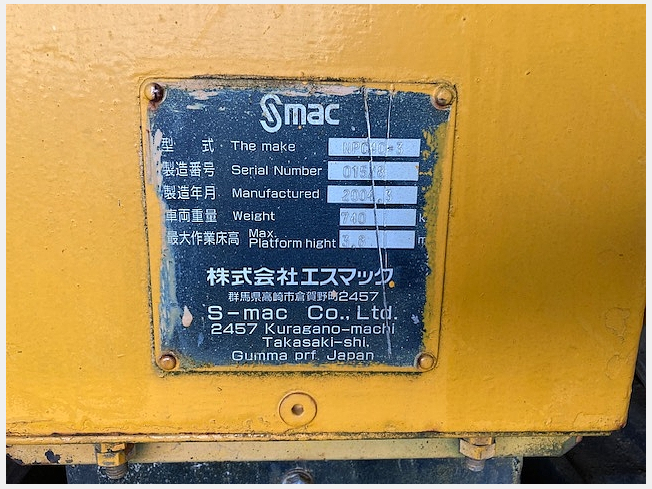 Smac
型式 The make
製造番号 Serial Number
製造年月 Manufactured 2004.3
車両重量 Weight 740 k
最大作業床高 Max. Platform hight 3.6 m
株式会社エスマック
群馬県高崎市倉賀野町2457
S-mac Co.,Ltd.
2457 Kuragano-machi
Takasaki-shi.
Gumma prf. Japan